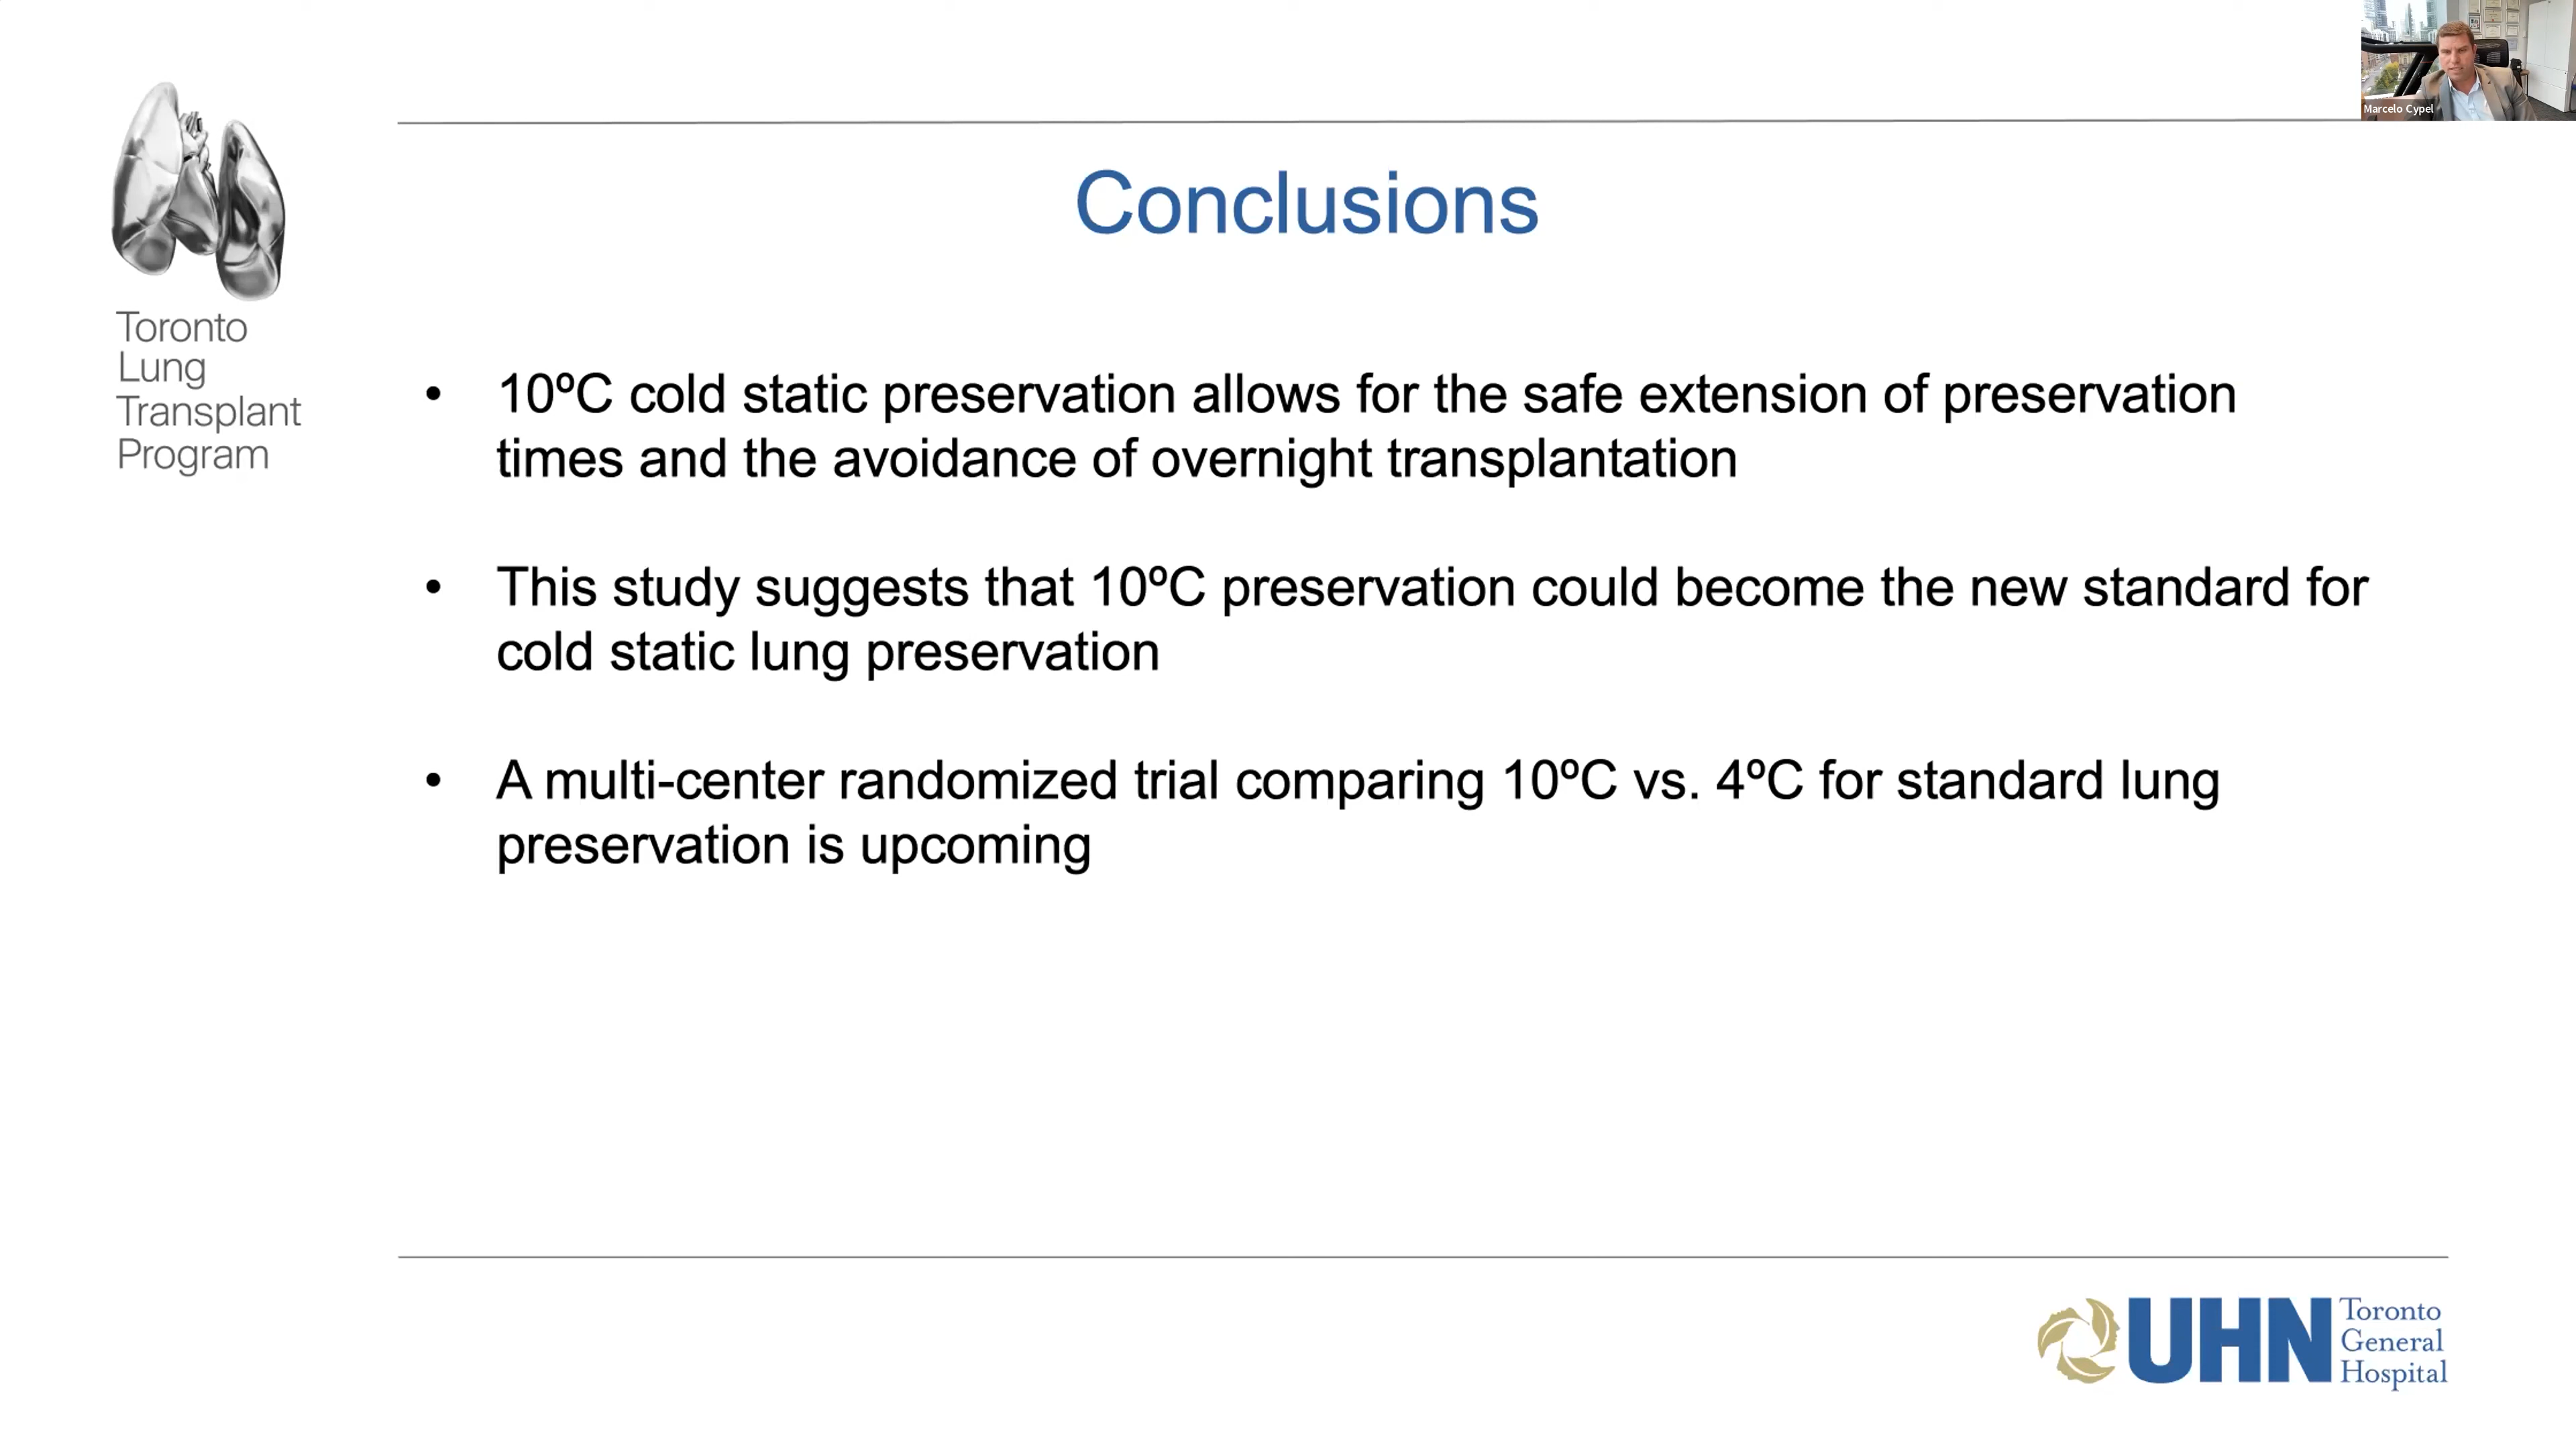 Marcelo Cypel
Toronto
Lung
Transplant
Program
Conclusions
• 10ºC cold static preservation allows for the safe extension of preservation
times and the avoidance of overnight transplantation
• This study suggests that 10ºC preservation could become the new standard for
cold static lung preservation
• A multi-center randomized trial comparing 10ºC vs. 4ºC for standard lung
preservation is upcoming
UHN
Toronto
General
Hospital